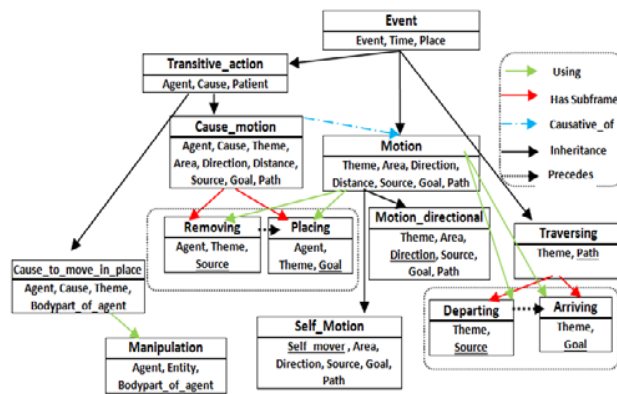 Event
Event, Time, Place
Transitive_action
Agent, Cause, Patient
Using
Has Subframe
Causative_of
Inheritance
Precedes
Cause_motion
Agent, Cause, Theme,
Area, Direction, Distance,
Source, Goal, Path
Motion
Theme, Area, Direction,
Distance, Source, Goal, Path
Removing
Agent, Theme,
Source
Placing
Agent,
Theme, Goal
Motion_directional
Theme, Area,
Direction, Source,
Goal, Path
Traversing
Theme, Path
Cause_to_move_in_place
Agent, Cause, Theme,
Bodypart_of_agent
Manipulation
Agent, Entity,
Bodypart_of_agent
Self_Motion
Self_mover, Area,
Direction, Source, Goal,
Path
Departing
Theme,
Source
Arriving
Theme,
Goal